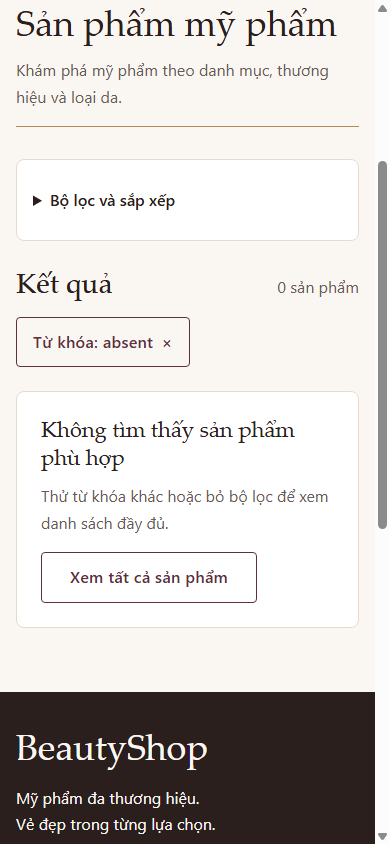 Sản phẩm mỹ phẩm
Khám phá mỹ phẩm theo danh mục, thương
hiệu và loại da.
Bộ lọc và sắp xếp
Kết quả
0 sản phẩm
Từ khóa: absent ×
Không tìm thấy sản phẩm
phù hợp
Thử từ khóa khác hoặc bỏ bộ lọc để xem
danh sách đầy đủ.
Xem tất cả sản phẩm
BeautyShop
Mỹ phẩm đa thương hiệu.
Vẻ đẹp trong từng lựa chọn.